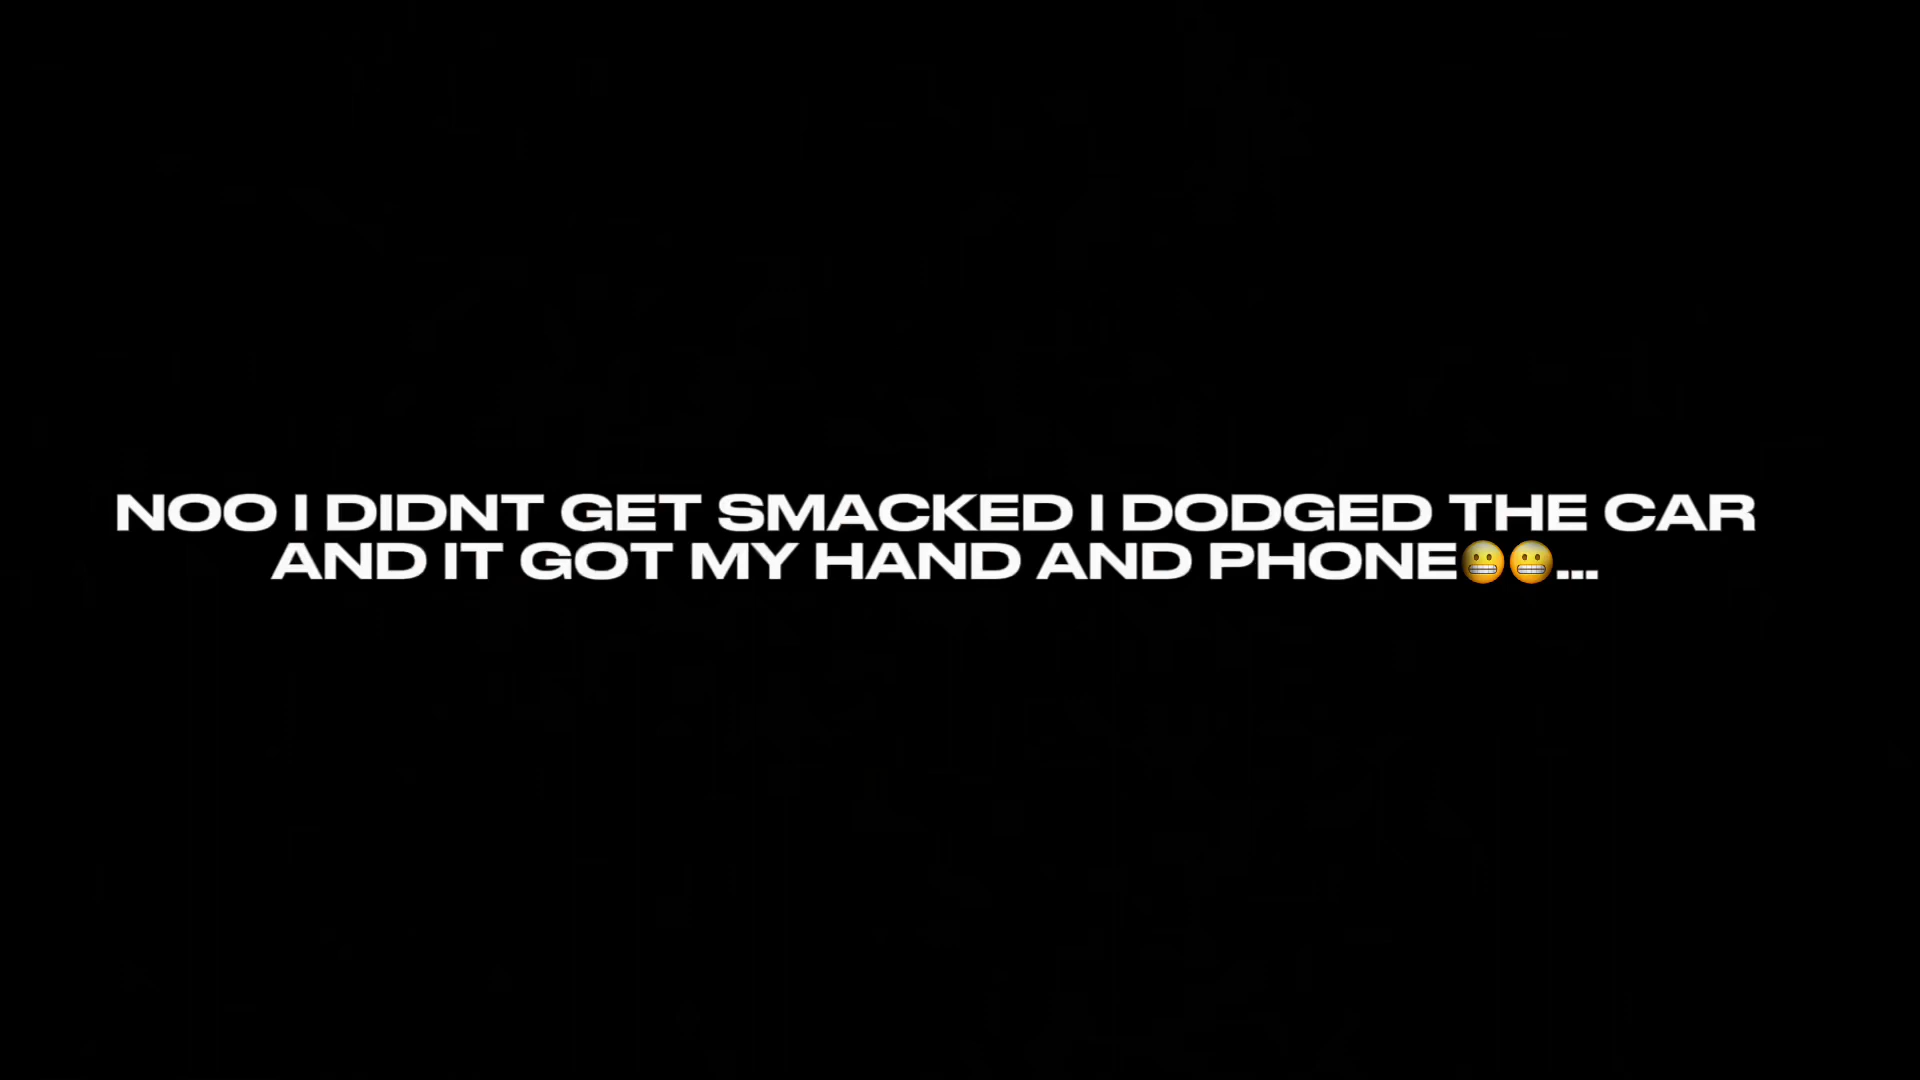 NOO I DIDNT GET SMACKED I DODGED THE CAR
AND IT GOT MY HAND AND PHONE😬😬...